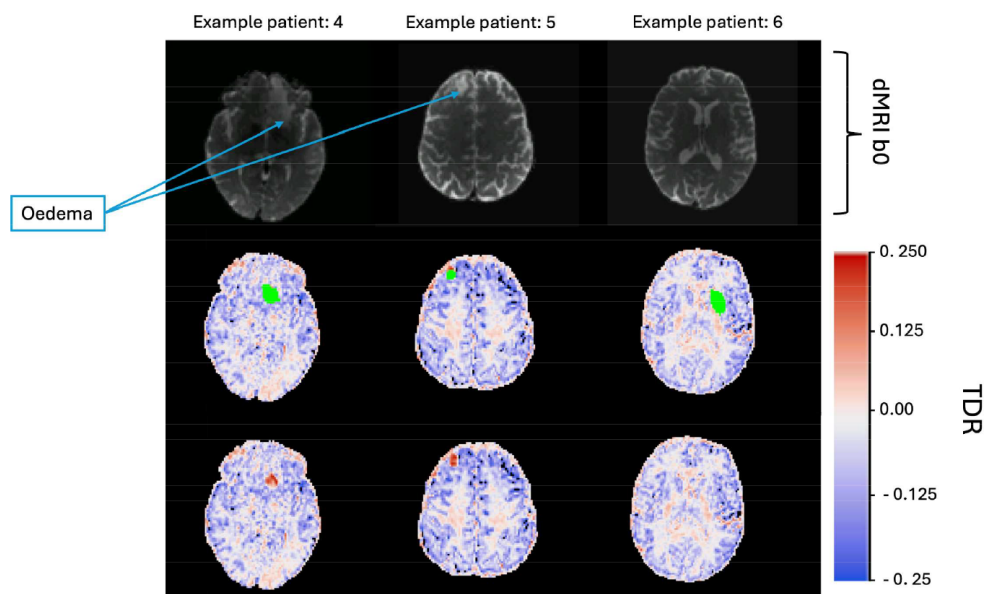 Example patient: 4
Example patient: 5
Example patient: 6
dMRI b0
Oedema
0.250
0.125
0.00
-0.125
-0.25
TDR